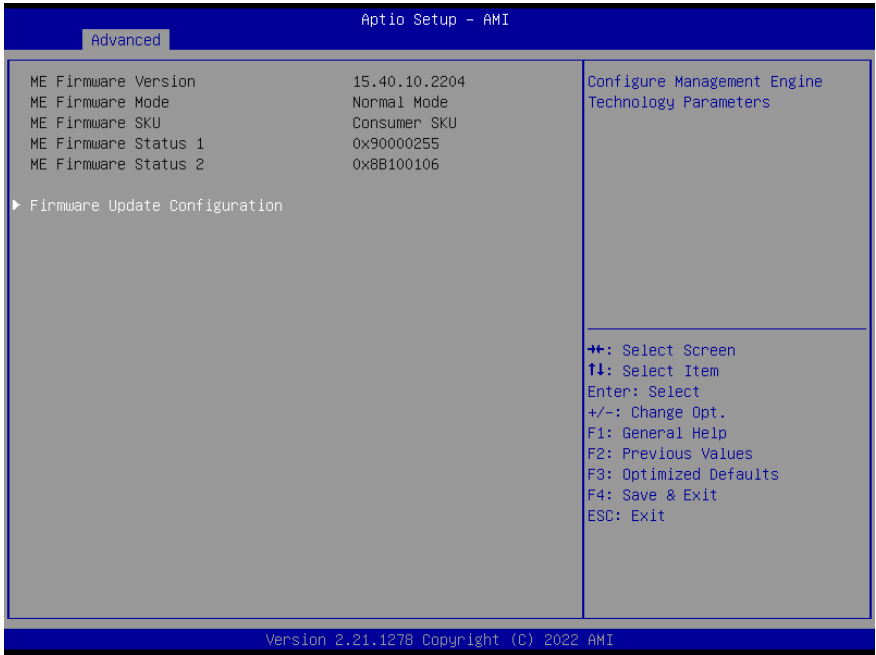 Aptio Setup – AMI
Advanced
ME Firmware Version 15.40.10.2204
ME Firmware Mode Normal Mode
ME Firmware SKU Consumer SKU
ME Firmware Status 1 0x90000255
ME Firmware Status 2 0x8B100106
▶ Firmware Update Configuration
Configure Management Engine
Technology Parameters
→←: Select Screen
↑↓: Select Item
Enter: Select
+/-: Change Opt.
F1: General Help
F2: Previous Values
F3: Optimized Defaults
F4: Save & Exit
ESC: Exit
Version 2.21.1278 Copyright (C) 2022 AMI